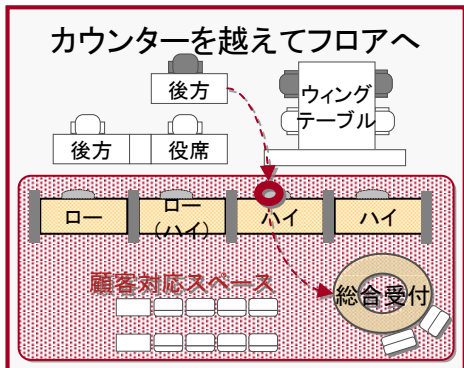 カウンターを越えてフロアへ
後方
ウィング
テーブル
後方
役席
ロー
ロー
(ハイ)
ハイ
ハイ
顧客対応スペース
総合受付